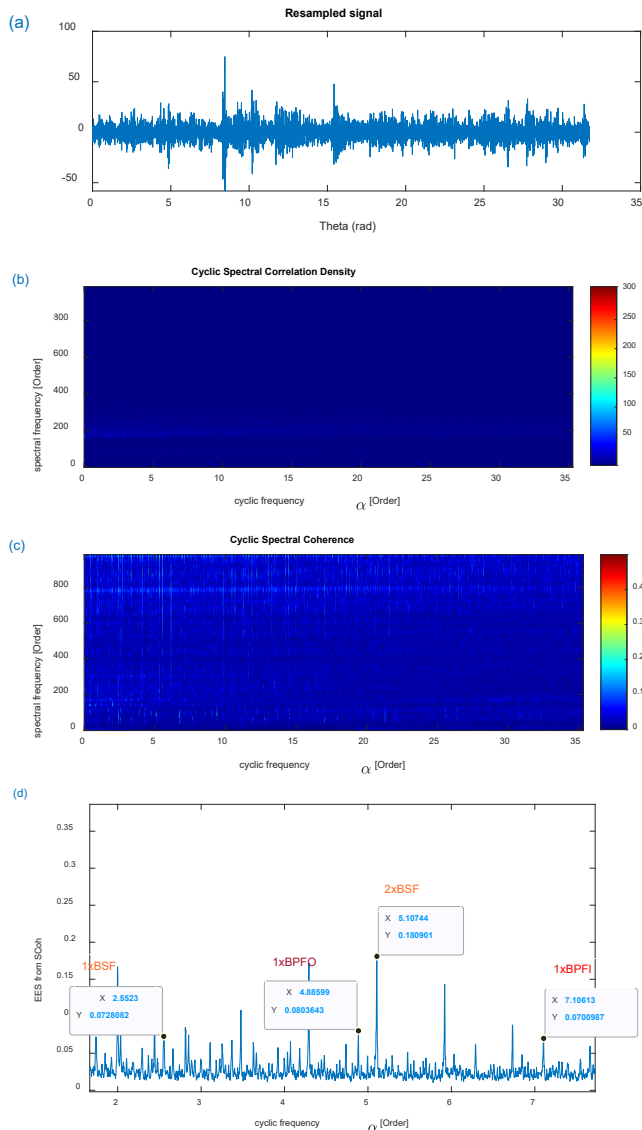 (a)
Resampled signal
100
50
0
-50
0 5 10 15 20 25 30 35
Theta (rad)
(b)
Cyclic Spectral Correlation Density
spectral frequency [Order]
800
600
400
200
0
0 5 10 15 20 25 30 35
cyclic frequency α [Order]
300
250
200
150
100
50
(c)
Cyclic Spectral Coherence
spectral frequency [Order]
800
600
400
200
0
0 5 10 15 20 25 30 35
cyclic frequency α [Order]
0.4
0.3
0.2
0.1
0
(d)
EES from SCoh
0.35
0.3
0.25
0.2
0.15
0.1
0.05
0
2xBSF
X 5.10744
Y 0.180901
1xBSF
X 2.5523
Y 0.0728082
1xBPFO
X 4.88599
Y 0.0803643
1xBPFI
X 7.10613
Y 0.0700987
2 3 4 5 6 7
cyclic frequency α [Order]